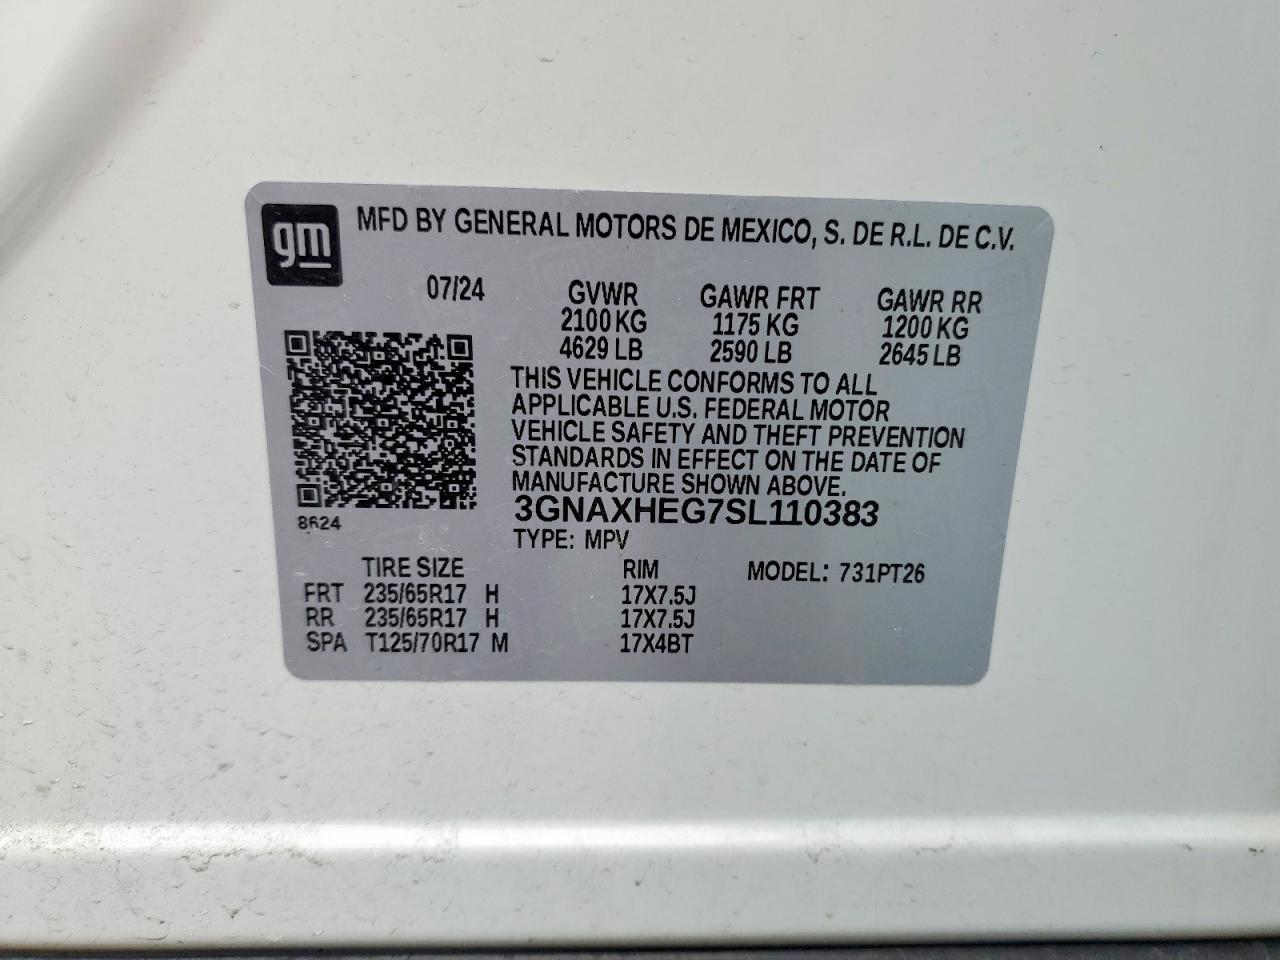 gm
MFD BY GENERAL MOTORS DE MEXICO, S. DE R.L. DE C.V.
07/24 GVWR GAWR FRT GAWR RR
2100 KG 1175 KG 1200 KG
4629 LB 2590 LB 2645 LB
THIS VEHICLE CONFORMS TO ALL
APPLICABLE U.S. FEDERAL MOTOR
VEHICLE SAFETY AND THEFT PREVENTION
STANDARDS IN EFFECT ON THE DATE OF
MANUFACTURE SHOWN ABOVE.
3GNAXHEG7SL110383
8624
TYPE: MPV
TIRE SIZE RIM MODEL: 731PT26
FRT 235/65R17 H 17X7.5J
RR 235/65R17 H 17X7.5J
SPA T125/70R17 M 17X4BT